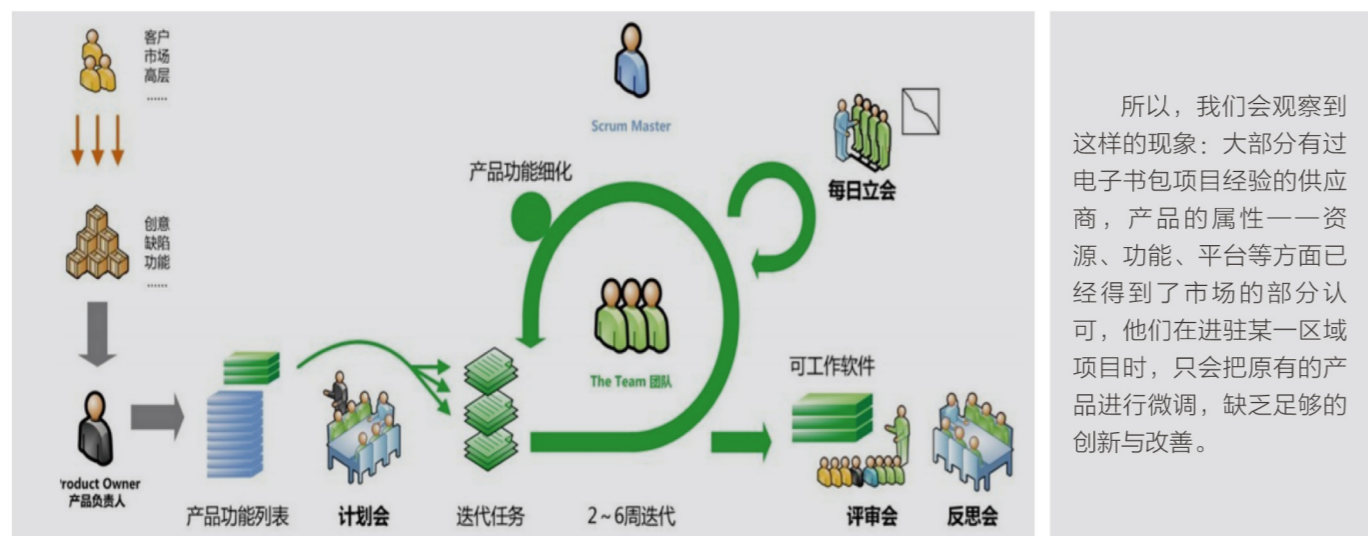 客户
市场
高层
……
创意
缺陷
功能
……
Product Owner
产品负责人
产品功能列表
计划会
迭代任务
2~6周迭代
产品功能细化
Scrum Master
The Team 团队
每日立会
可工作软件
评审会
反思会
所以，我们会观察到
这样的现象：大部分有过
电子书包项目经验的供应
商，产品的属性——资
源、功能、平台等方面已
经得到了市场的部分认
可，他们在进驻某一区域
项目时，只会把原有的产
品进行微调，缺乏足够的
创新与改善。